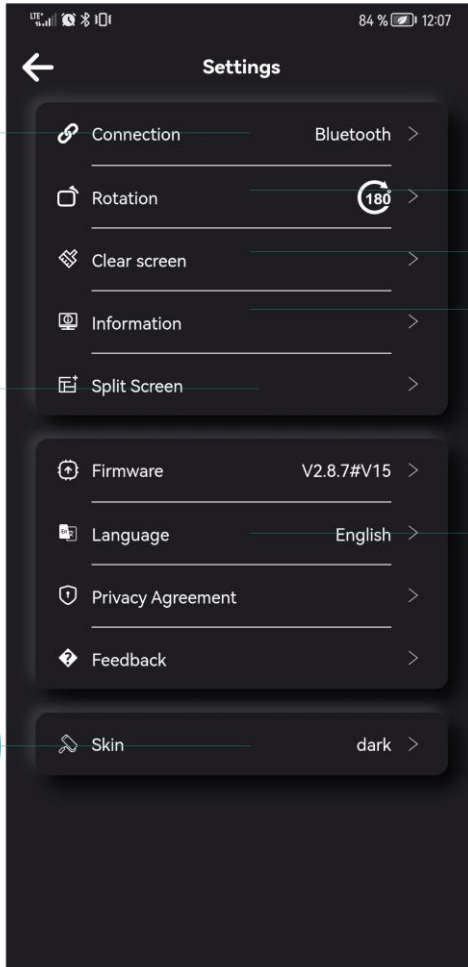 LTE+ 84 % 12:07
Settings
Connection Bluetooth >
Rotation 180° >
Clear screen >
Information >
Split Screen >
Firmware V2.8.7#V15 >
Language English >
Privacy Agreement >
Feedback >
Skin dark >